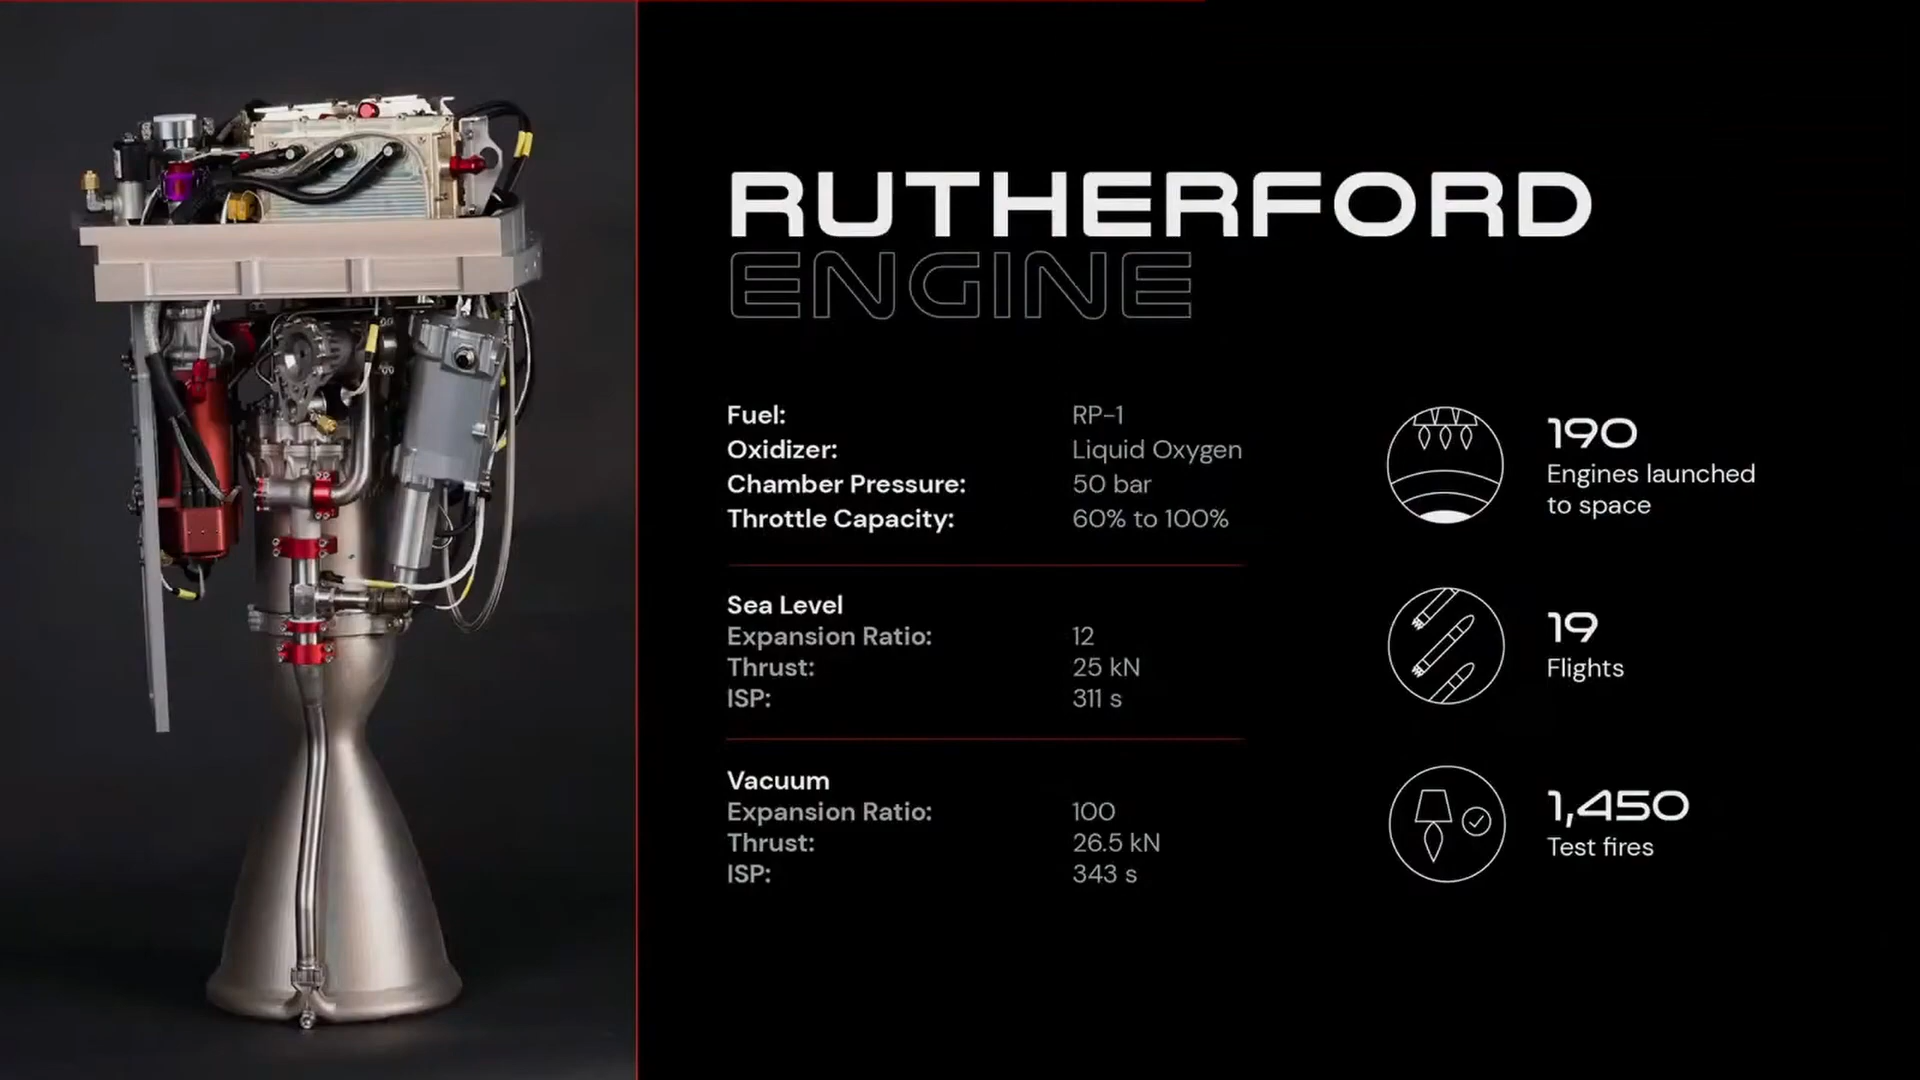 RUTHERFORD
ENGINE
Fuel: RP-1
Oxidizer: Liquid Oxygen
Chamber Pressure: 50 bar
Throttle Capacity: 60% to 100%
Sea Level
Expansion Ratio: 12
Thrust: 25 kN
ISP: 311 s
Vacuum
Expansion Ratio: 100
Thrust: 26.5 kN
ISP: 343 s
190
Engines launched
to space
19
Flights
1,450
Test fires